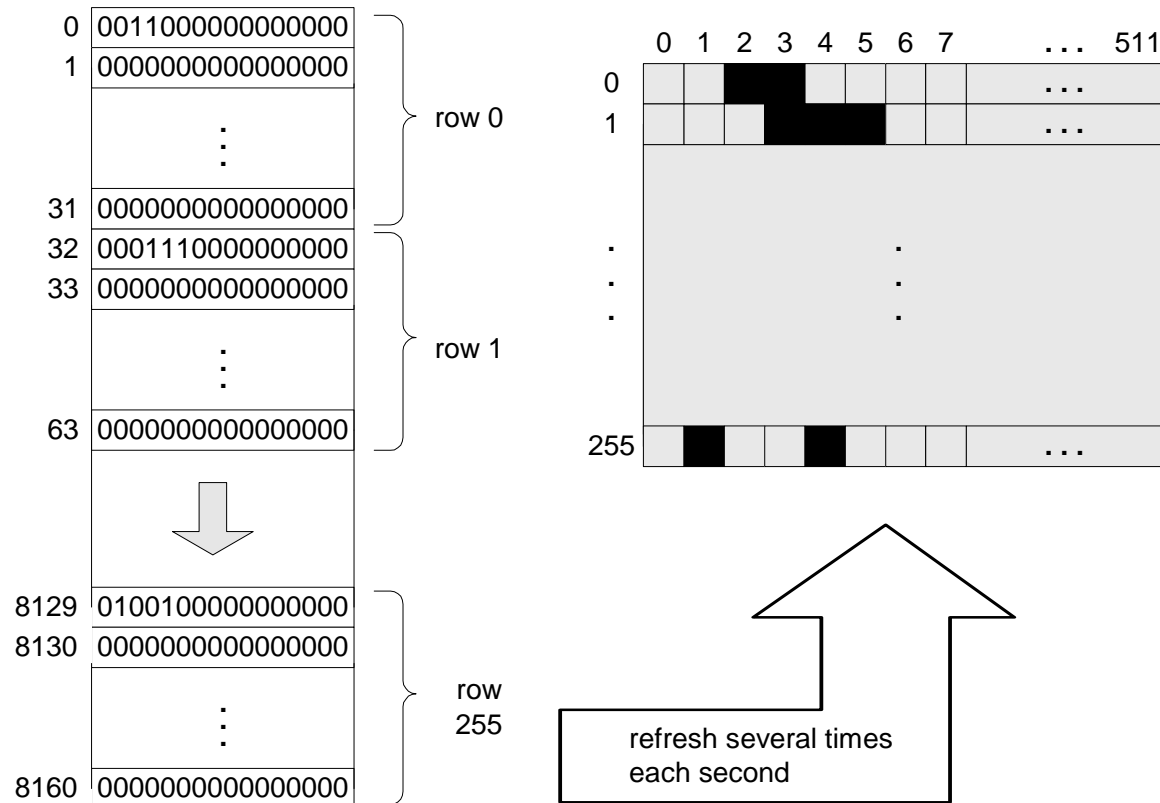 0 0011000000000000
1 0000000000000000
⋮
31 0000000000000000
row 0
32 0001110000000000
33 0000000000000000
⋮
63 0000000000000000
row 1
8129 0100100000000000
8130 0000000000000000
⋮
8160 0000000000000000
row
255
0 1 2 3 4 5 6 7 ... 511
0 ...
1 ...
⋮ ⋮
255 ...
refresh several times
each second